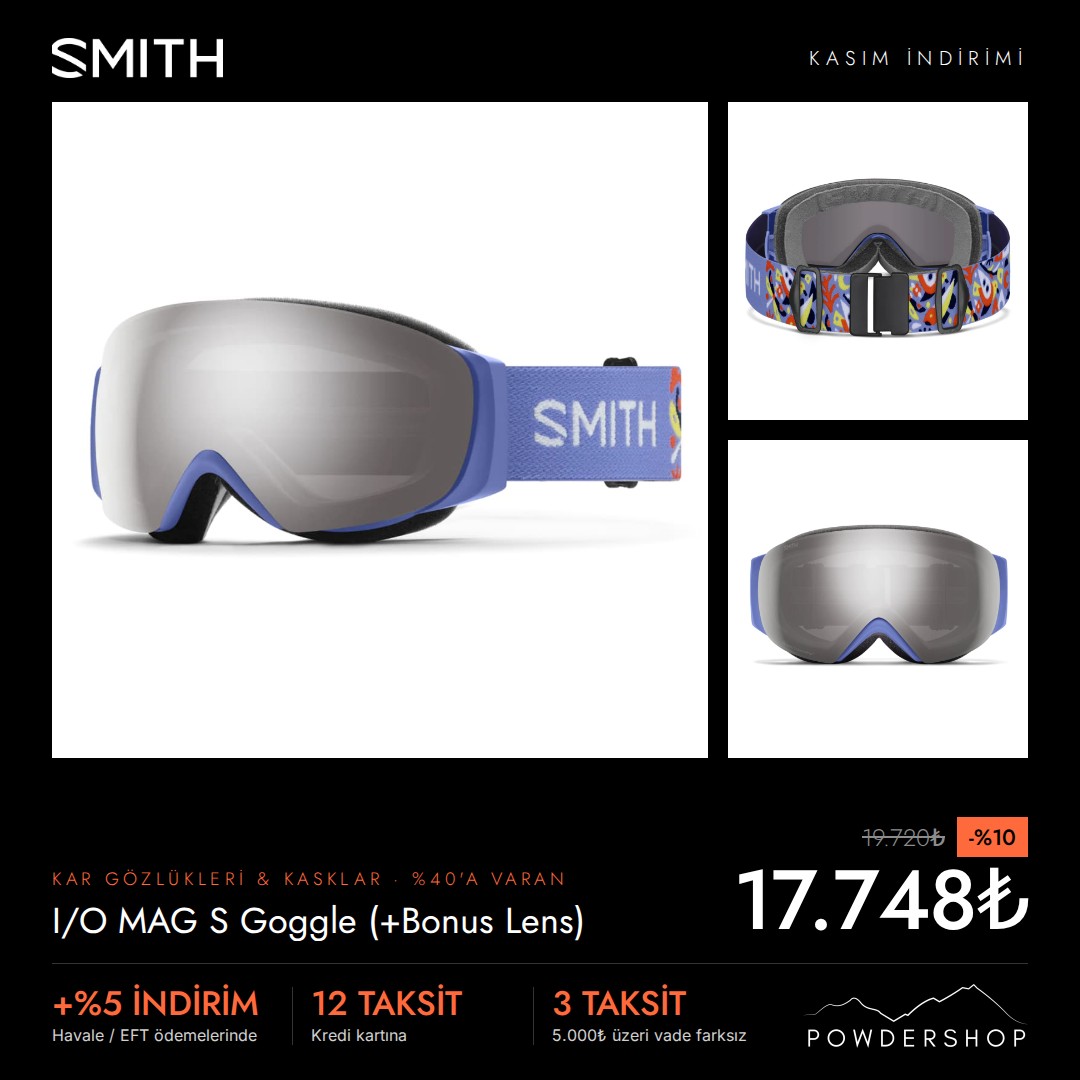 SMITH
KASIM İNDİRİMİ
SMITH
19.720₺
-%10
KAR GÖZLÜKLERİ & KASKLAR · %40'A VARAN
17.748₺
I/O MAG S Goggle (+Bonus Lens)
+%5 İNDİRİM
Havale / EFT ödemelerinde
12 TAKSİT
Kredi kartına
3 TAKSİT
5.000₺ üzeri vade farksız
POWDERSHOP